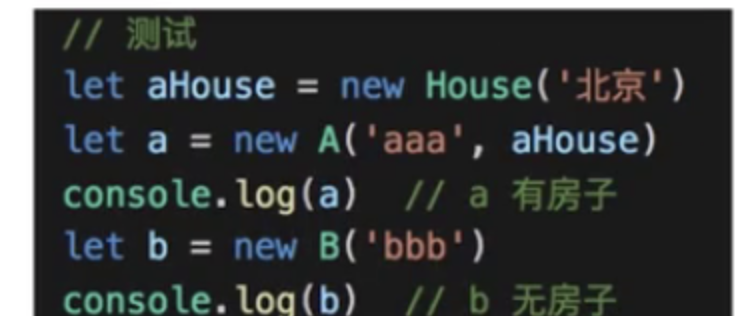 // 测试
let aHouse = new House('北京')
let a = new A('aaa', aHouse)
console.log(a)  // a 有房子
let b = new B('bbb')
console.log(b)  // b 无房子